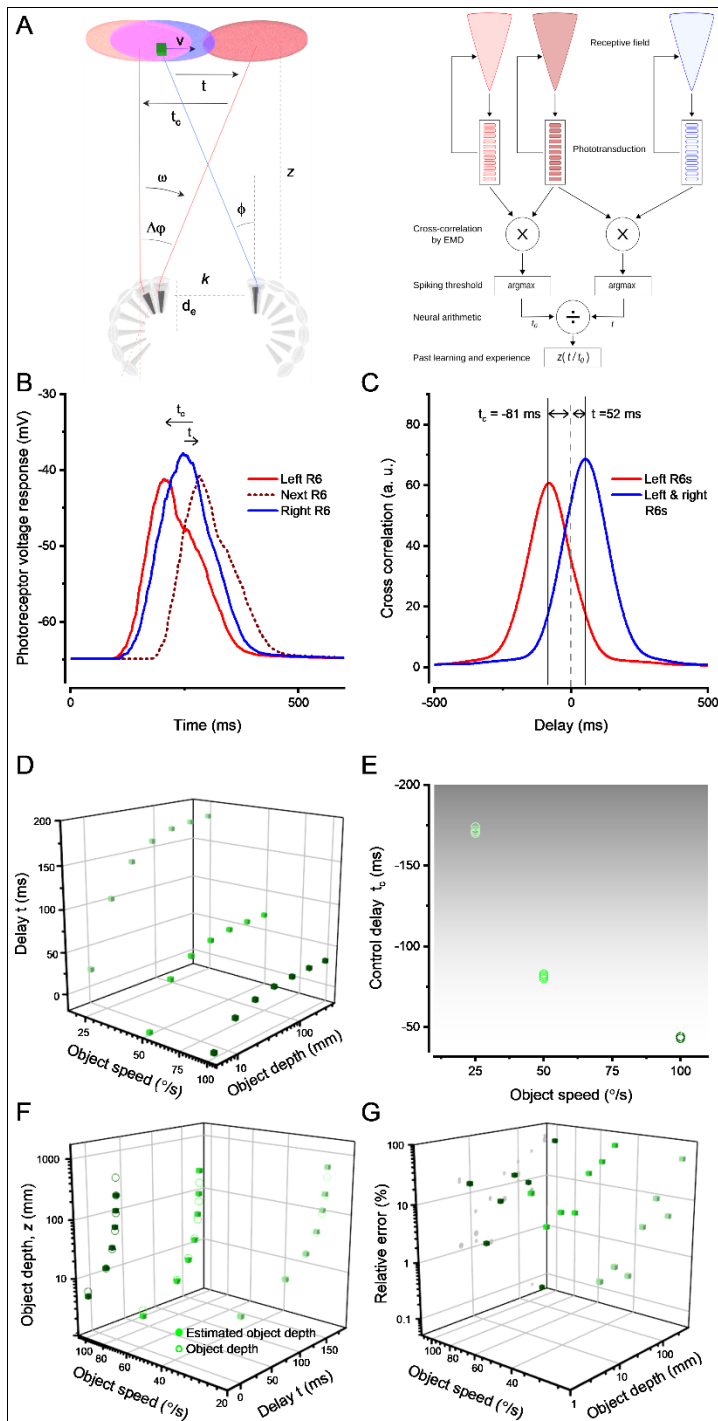 A
v
t
t_c
z
ω
Φ
Λφ
k
d_e
Receptive field
Phototransduction
Cross-correlation
by EMD
X
X
Spiking threshold
argmax
argmax
Neural arithmetic
÷
t_0
t
Past learning and experience
z(t/t_0)
B
-30
-40
-50
-60
Photoreceptor voltage response (mV)
t_c
t
Left R6
Next R6
Right R6
0
500
Time (ms)
C
t_c = -81 ms
t =52 ms
80
60
40
20
0
Cross correlation (a. u.)
Left R6s
Left & right
R6s
-500
0
500
Delay (ms)
D
200
150
100
50
0
Delay t (ms)
25
50
75
100
Object speed (°/s)
10
100
Object depth (mm)
E
-200
-150
-100
-50
Control delay t_c (ms)
25
50
75
100
Object speed (°/s)
F
1000
100
10
Object depth, z (mm)
Estimated object depth
Object depth
100
80
60
40
20
Object speed (°/s)
0
50
100
150
Delay t (ms)
G
100
10
1
0.1
Relative error (%)
100
80
60
40
Object speed (°/s)
1
10
100
Object depth (mm)